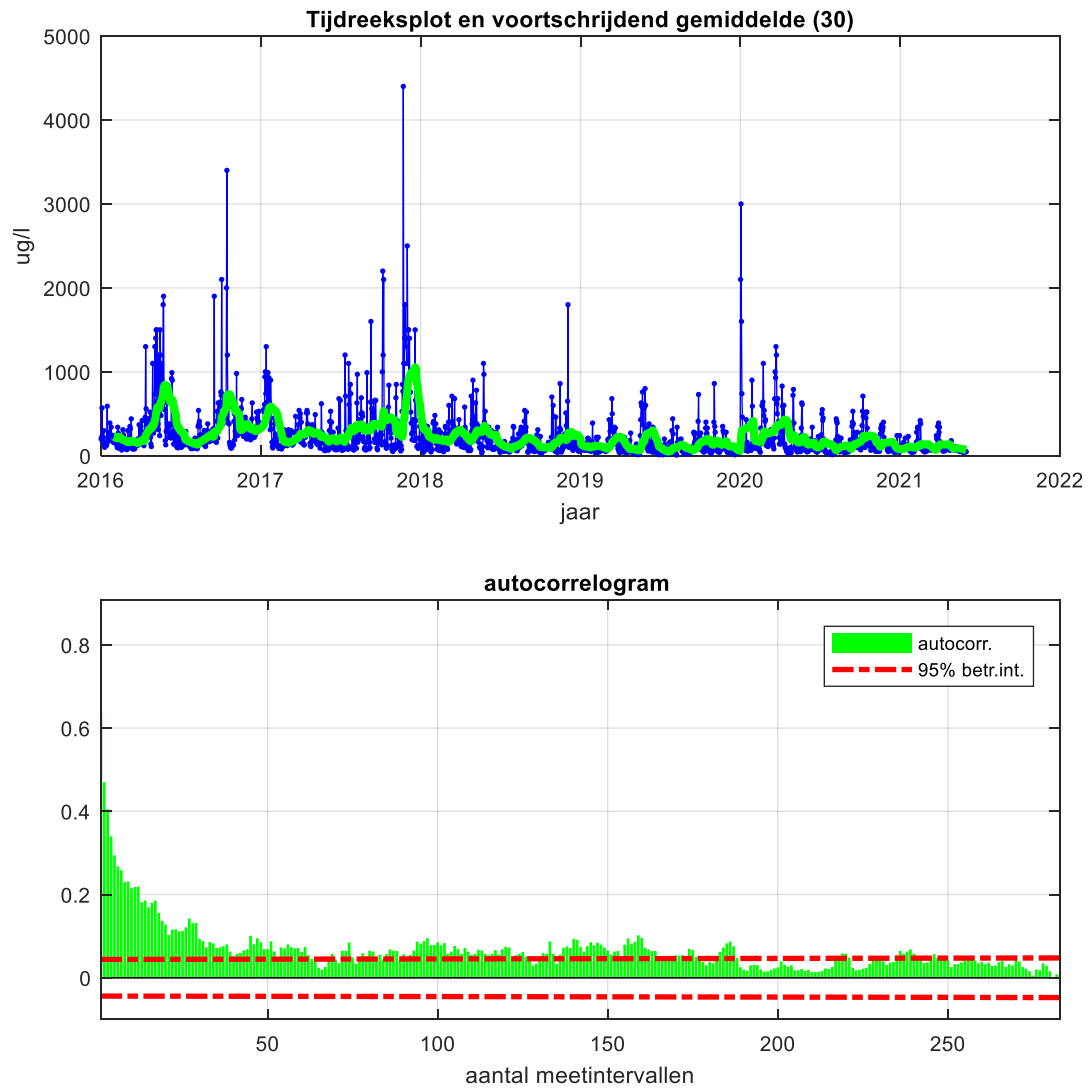 Tijdreeksplot en voortschrijdend gemiddelde (30)
5000
4000
3000
2000
1000
0
ug/l
2016 2017 2018 2019 2020 2021 2022
jaar
autocorrelogram
0.8
0.6
0.4
0.2
0
autocorr.
95% betr.int.
50 100 150 200 250
aantal meetintervallen